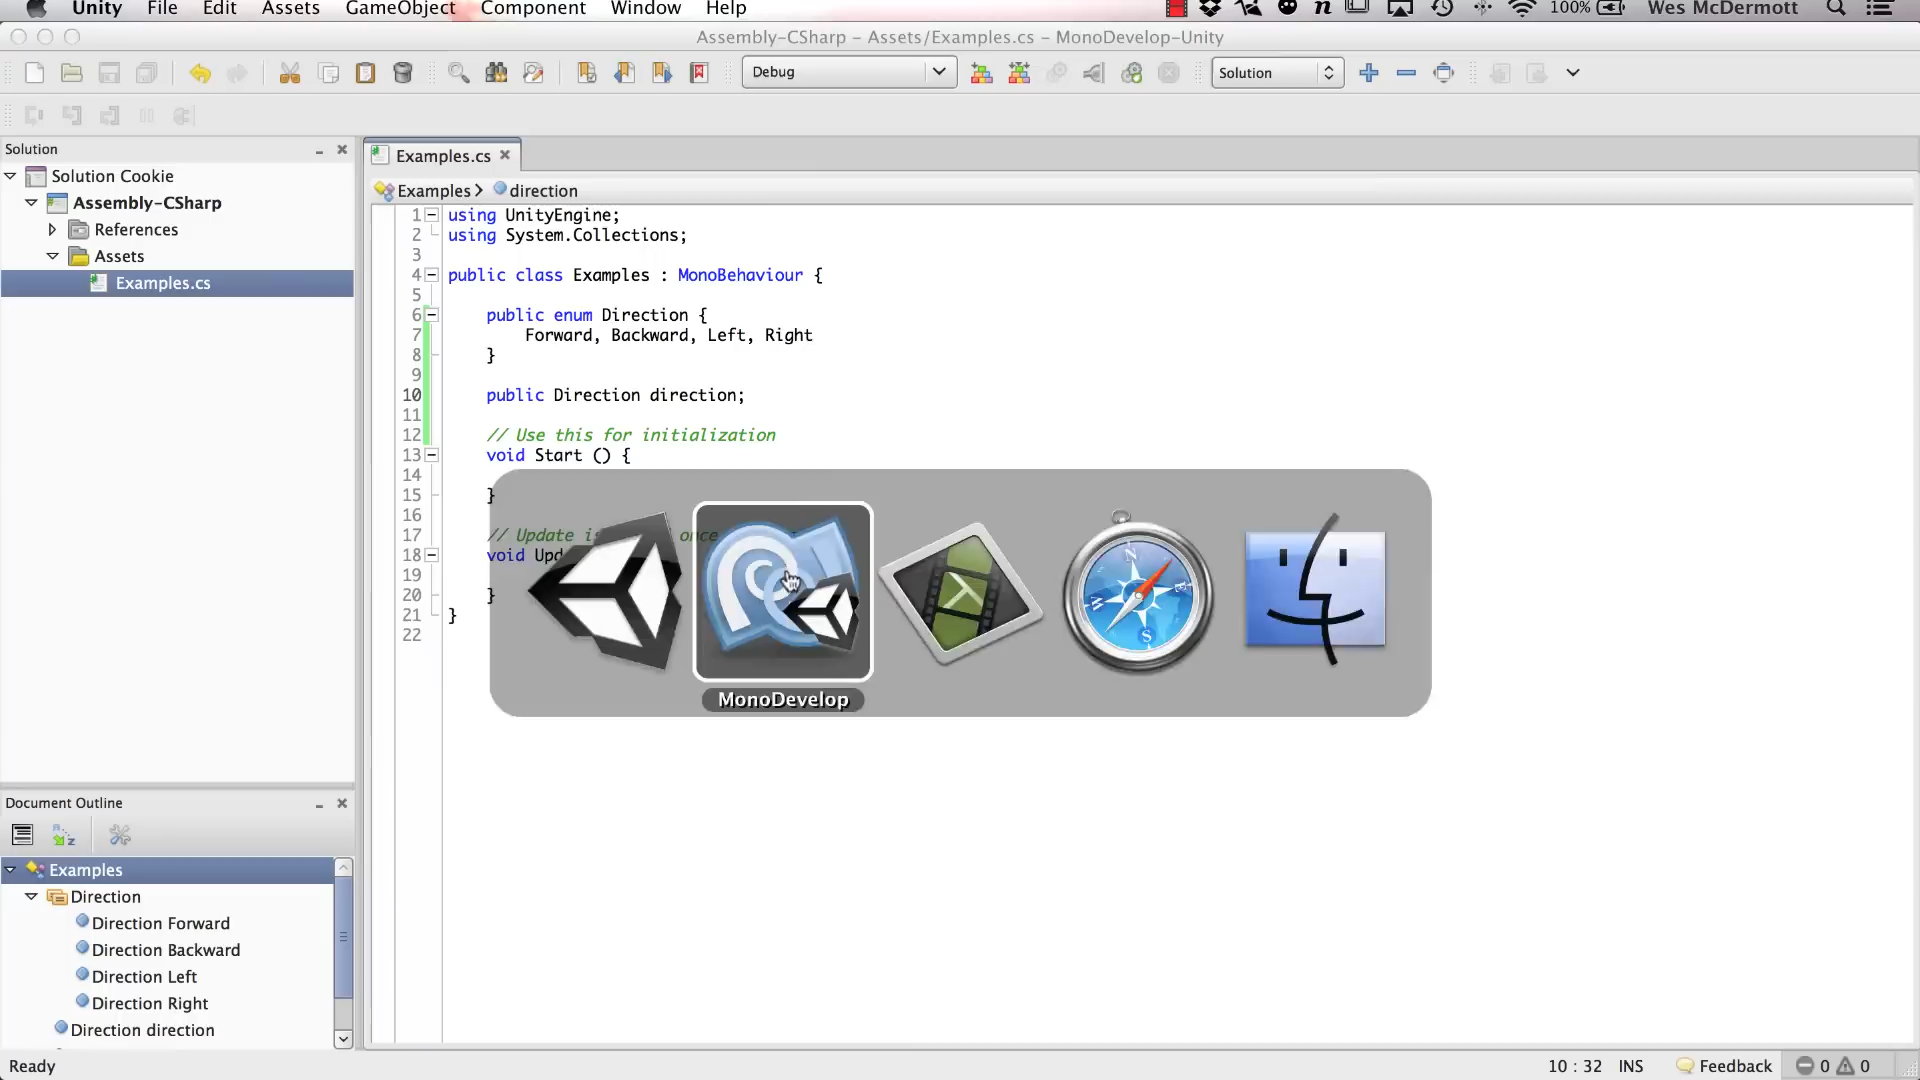 Unity File Edit Assets GameObject Component Window Help 100% Wes McDermott
Assembly-CSharp – Assets/Examples.cs – MonoDevelop-Unity
Debug Solution
Solution
Solution Cookie
Assembly-CSharp
References
Assets
Examples.cs
Examples.cs
Examples direction
1 using UnityEngine;
2 using System.Collections;
3
4 public class Examples : MonoBehaviour {
5
6 public enum Direction {
7 Forward, Backward, Left, Right
8 }
9
10 public Direction direction;
11
12 // Use this for initialization
13 void Start () {
14
15 }
16
17 // Update once
18 void
19
20 }
21 }
22
MonoDevelop
Document Outline
Examples
Direction
Direction Forward
Direction Backward
Direction Left
Direction Right
Direction direction
Ready 10 : 32 INS Feedback 0 0